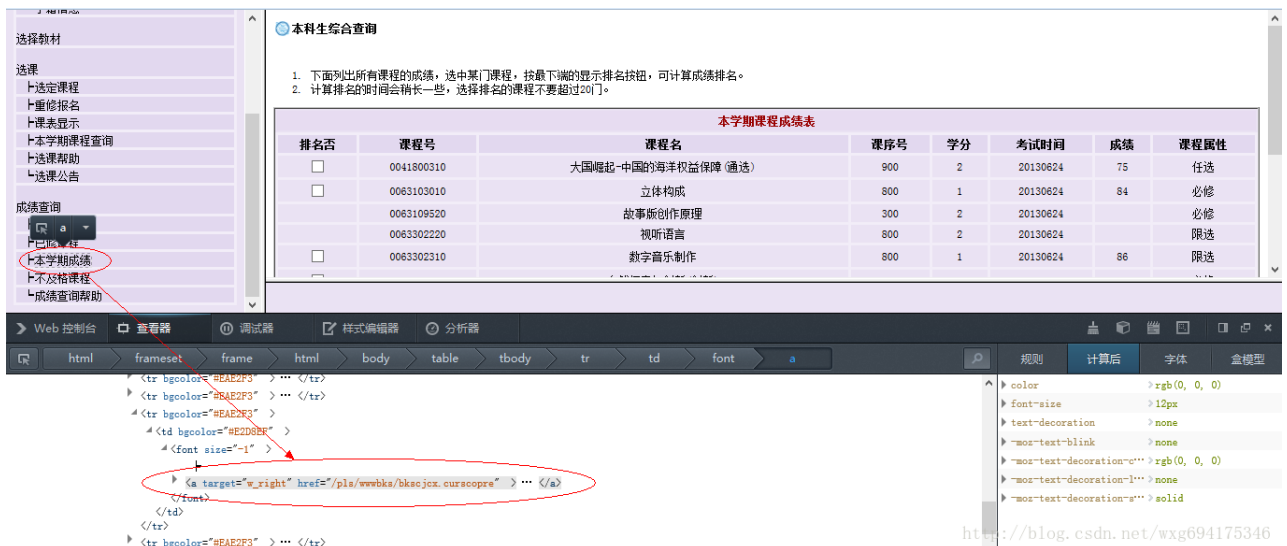 选择教材
选课
┣选定课程
┣重修报名
┣课表显示
┣本学期课程查询
┣选课帮助
┗选课公告
成绩查询
a
┣本学期成绩
┣不及格课程
┗成绩查询帮助
本科生综合查询
1. 下面列出所有课程的成绩，选中某门课程，按最下端的显示排名按钮，可计算成绩排名。
2. 计算排名的时间会稍长一些，选择排名的课程不要超过20门。
本学期课程成绩表
排名否 课程号 课程名 课序号 学分 考试时间 成绩 课程属性
0041800310 大国崛起-中国的海洋权益保障(通选) 900 2 20130624 75 任选
0063103010 立体构成 800 1 20130624 84 必修
0063109520 故事版创作原理 300 2 20130624 必修
0063302220 视听语言 800 2 20130624 限选
0063302310 数字音乐制作 800 1 20130624 86 限选
Web 控制台 查看器 调试器 样式编辑器 分析器
html frameset frame html body table tbody tr td font a 规则 计算后 字体 盒模型
<tr bgcolor="#EAE2F3" > ··· </tr>
<tr bgcolor="#EAE2F3" > ··· </tr>
<tr bgcolor="#EAE2F3" >
<td bgcolor="#E2D8EF" >
<font size="-1" >
┣
<a target="w_right" href="/pls/wwwbks/bkscjcx.curscopre" > ··· </a>
</font>
</td>
</tr>
<tr bgcolor="#EAE2F3" > ··· </tr>
color rgb(0, 0, 0)
font-size 12px
text-decoration none
-moz-text-blink none
-moz-text-decoration-c··· rgb(0, 0, 0)
-moz-text-decoration-l··· none
-moz-text-decoration-s··· solid
http://blog.csdn.net/wxg694175346